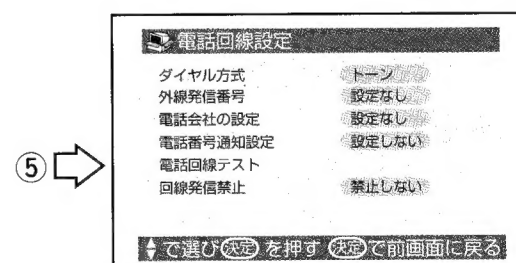 電話回線設定
ダイヤル方式 トーン
外線発信番号 設定なし
電話会社の設定 設定なし
電話番号通知設定 設定しない
⑤ 電話回線テスト
回線発信禁止 禁止しない
で選び 決定 を押す 決定 で前画面に戻る